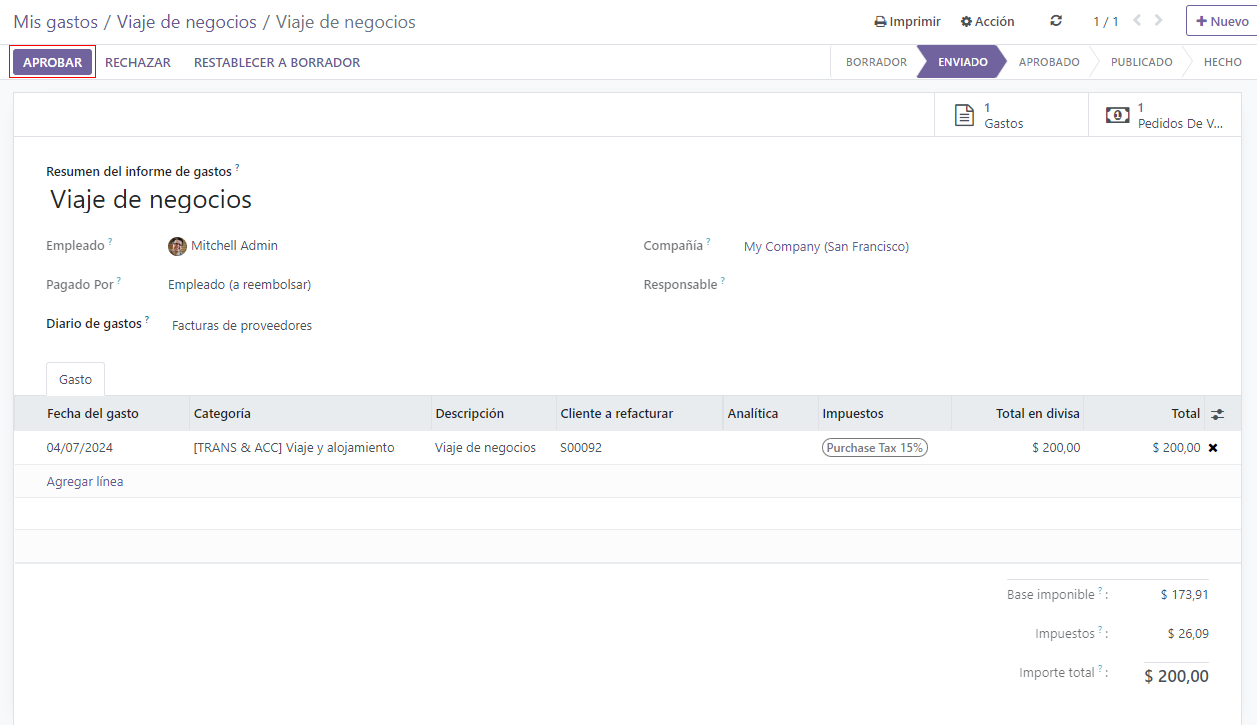 Mis gastos / Viaje de negocios / Viaje de negocios
Imprimir Acción 1 / 1 Nuevo
APROBAR RECHAZAR RESTABLECER A BORRADOR BORRADOR ENVIADO APROBADO PUBLICADO HECHO
1 Gastos
1 Pedidos De V...
Resumen del informe de gastos ?
Viaje de negocios
Empleado ? Mitchell Admin Compañía ? My Company (San Francisco)
Pagado Por ? Empleado (a reembolsar) Responsable ?
Diario de gastos ? Facturas de proveedores
Gasto
Fecha del gasto Categoría Descripción Cliente a refacturar Analítica Impuestos Total en divisa Total
04/07/2024 [TRANS & ACC] Viaje y alojamiento Viaje de negocios S00092 Purchase Tax 15% $ 200,00 $ 200,00
Agregar línea
Base imponible ? : $ 173,91
Impuestos ? : $ 26,09
Importe total ? : $ 200,00